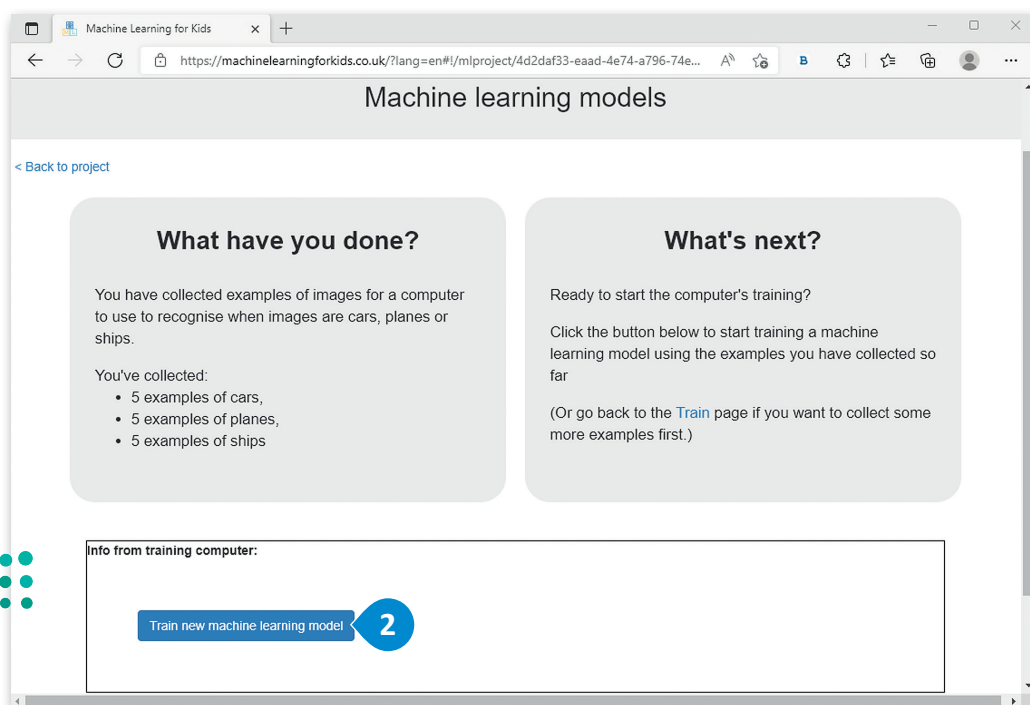 Machine Learning for Kids
https://machinelearningforkids.co.uk/?lang=en#!/mlproject/4d2daf33-eaad-4e74-a796-74e...
Machine learning models
< Back to project
What have you done?
You have collected examples of images for a computer
to use to recognise when images are cars, planes or
ships.
You've collected:
• 5 examples of cars,
• 5 examples of planes,
• 5 examples of ships
What's next?
Ready to start the computer's training?
Click the button below to start training a machine
learning model using the examples you have collected so
far
(Or go back to the Train page if you want to collect some
more examples first.)
Info from training computer:
Train new machine learning model
2